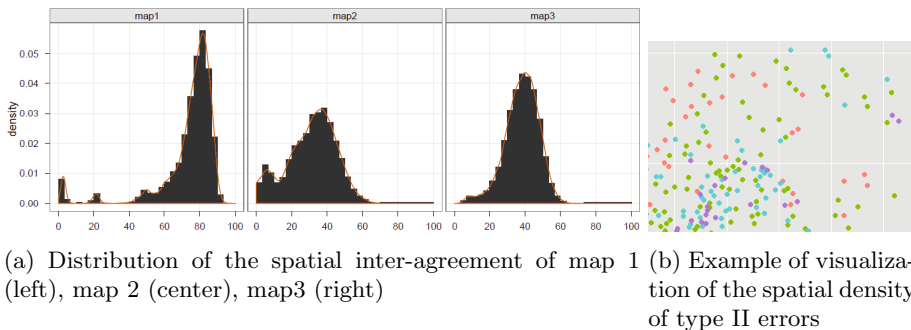 map1 map2 map3
density
0.05
0.04
0.03
0.02
0.01
0.00
0 20 40 60 80 100 0 20 40 60 80 100 0 20 40 60 80 100
(a) Distribution of the spatial inter-agreement of map 1
(left), map 2 (center), map3 (right)
(b) Example of visualiza-
tion of the spatial density
of type II errors